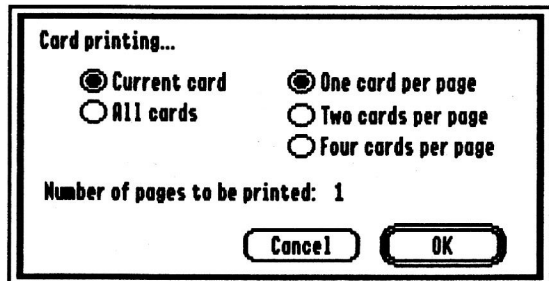 Card printing...
Current card
One card per page
All cards
Two cards per page
Four cards per page
Number of pages to be printed: 1
Cancel
OK